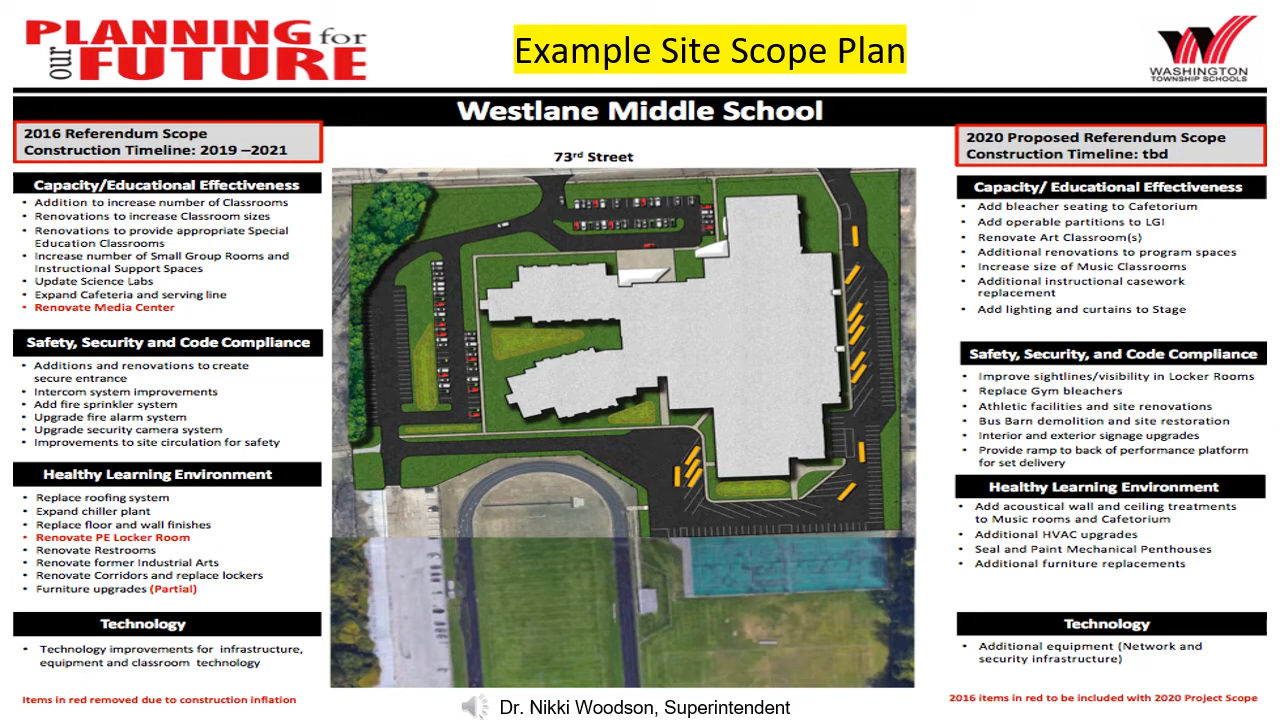 PLANNING for
our FUTURE
Example Site Scope Plan
WASHINGTON
TOWNSHIP SCHOOLS
Westlane Middle School
2016 Referendum Scope
Construction Timeline: 2019 –2021
Capacity/Educational Effectiveness
• Addition to increase number of Classrooms
• Renovations to increase Classroom sizes
• Renovations to provide appropriate Special
Education Classrooms
• Increase number of Small Group Rooms and
Instructional Support Spaces
• Update Science Labs
• Expand Cafeteria and serving line
• Renovate Media Center
Safety, Security and Code Compliance
• Additions and renovations to create
secure entrance
• Intercom system improvements
• Add fire sprinkler system
• Upgrade fire alarm system
• Upgrade security camera system
• Improvements to site circulation for safety
Healthy Learning Environment
• Replace roofing system
• Expand chiller plant
• Replace floor and wall finishes
• Renovate PE Locker Room
• Renovate Restrooms
• Renovate former Industrial Arts
• Renovate Corridors and replace lockers
• Furniture upgrades (Partial)
Technology
• Technology improvements for infrastructure,
equipment and classroom technology
Items in red removed due to construction inflation
73rd Street
2020 Proposed Referendum Scope
Construction Timeline: tbd
Capacity/ Educational Effectiveness
• Add bleacher seating to Cafetorium
• Add operable partitions to LGI
• Renovate Art Classroom(s)
• Additional renovations to program spaces
• Increase size of Music Classrooms
• Additional instructional casework
replacement
• Add lighting and curtains to Stage
Safety, Security, and Code Compliance
• Improve sightlines/visibility in Locker Rooms
• Replace Gym bleachers
• Athletic facilities and site renovations
• Bus Barn demolition and site restoration
• Interior and exterior signage upgrades
• Provide ramp to back of performance platform
for set delivery
Healthy Learning Environment
• Add acoustical wall and ceiling treatments
to Music rooms and Cafetorium
• Additional HVAC upgrades
• Seal and Paint Mechanical Penthouses
• Additional furniture replacements
Technology
• Additional equipment (Network and
security infrastructure)
2016 items in red to be included with 2020 Project Scope
Dr. Nikki Woodson, Superintendent